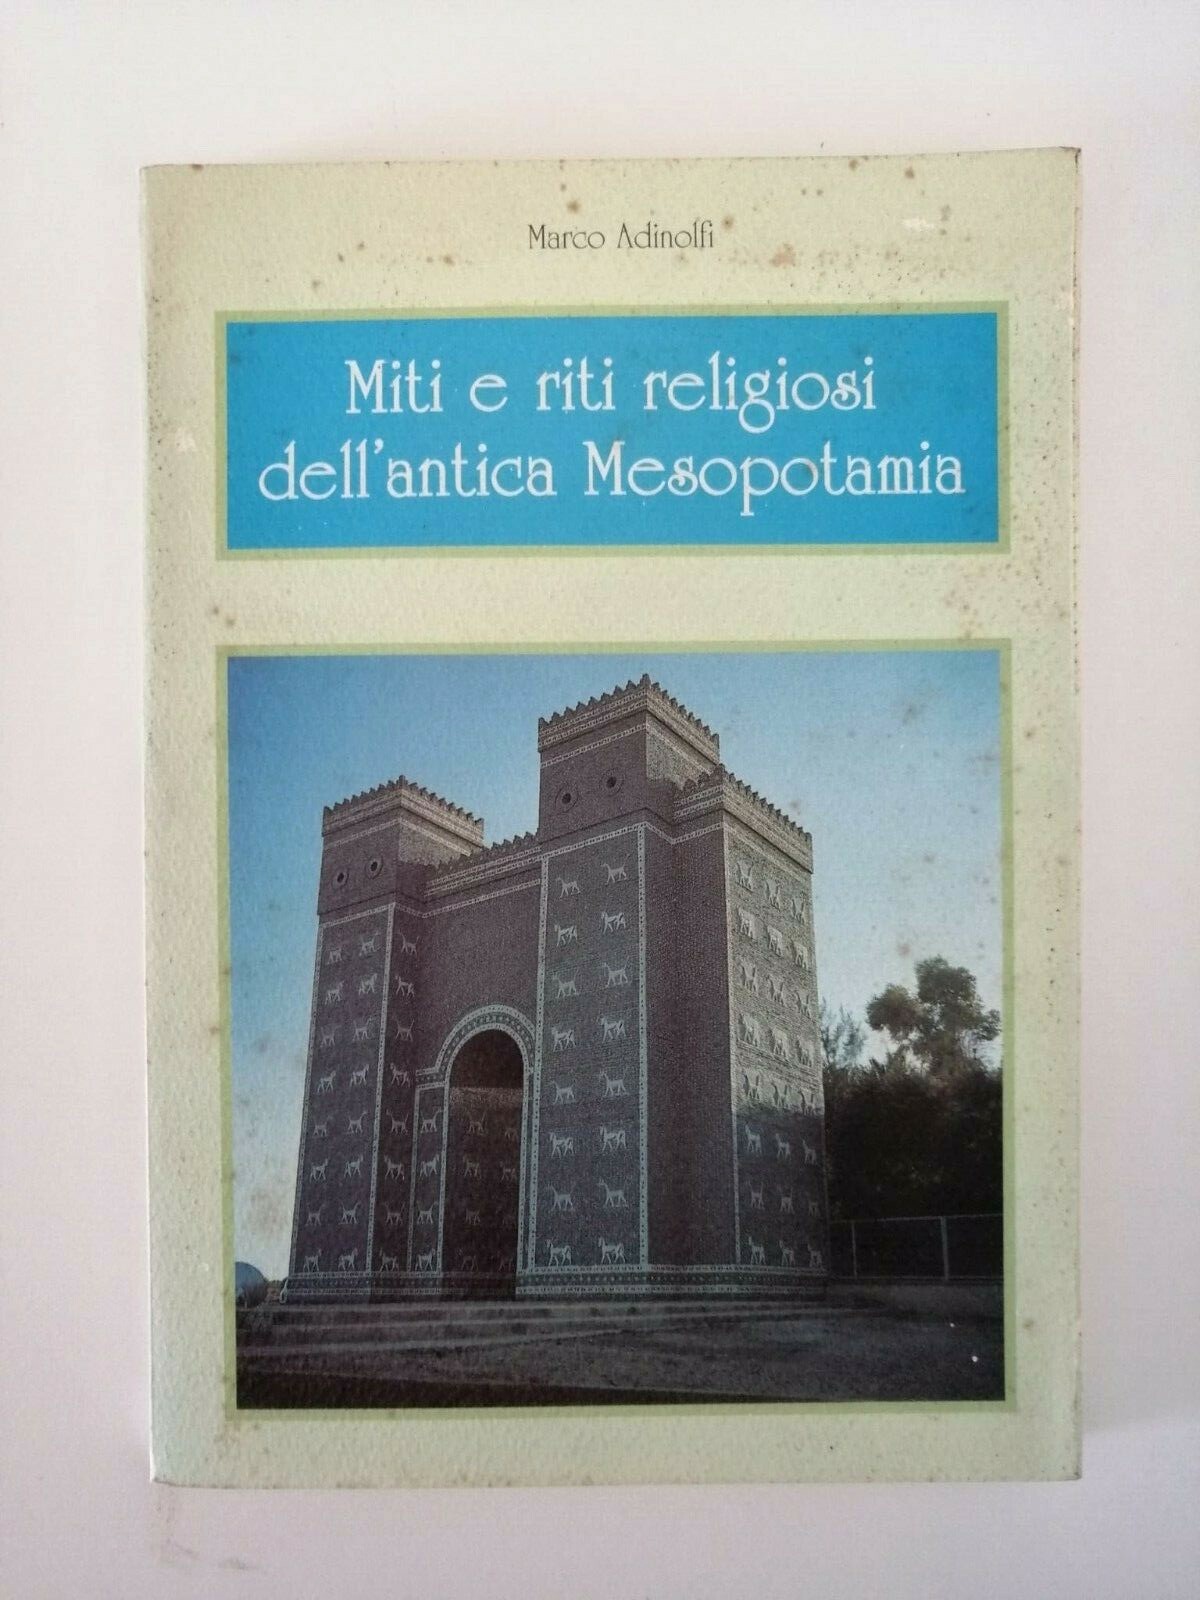 Marco Adinolfi
Miti e riti religiosi
dell'antica Mesopotamia